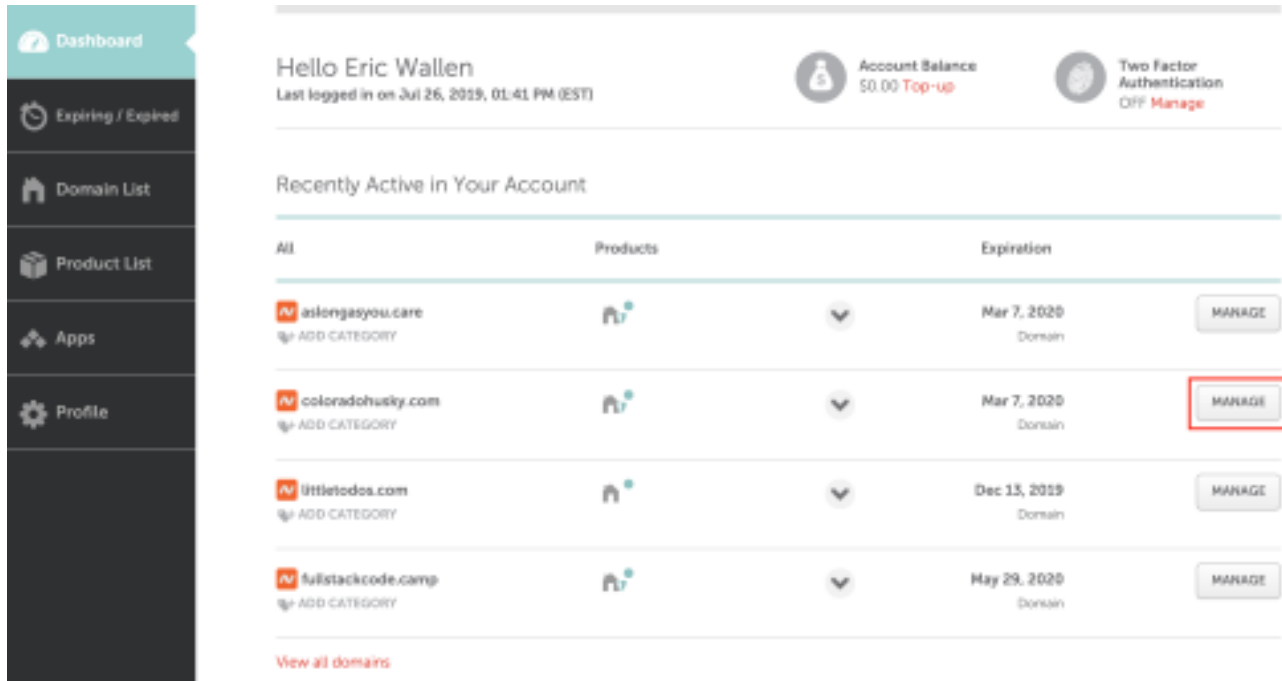 Dashboard
Expiring / Expired
Domain List
Product List
Apps
Profile
Hello Eric Wallen
Last logged in on Jul 26, 2019, 01:41 PM (EST)
Account Balance
$0.00 Top-up
Two Factor
Authentication
OFF Manage
Recently Active in Your Account
All Products Expiration
aslongasyou.care Mar 7, 2020 MANAGE
ADD CATEGORY Domain
coloradohusky.com Mar 7, 2020 MANAGE
ADD CATEGORY Domain
littletodos.com Dec 13, 2019 MANAGE
ADD CATEGORY Domain
fullstackcode.camp May 29, 2020 MANAGE
ADD CATEGORY Domain
View all domains